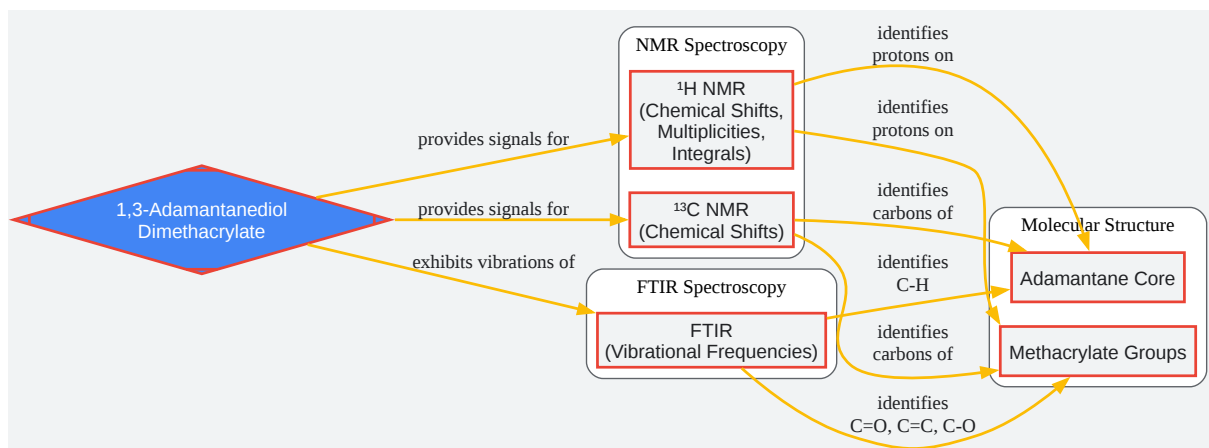 1,3-Adamantanediol
Dimethacrylate
provides signals for
provides signals for
exhibits vibrations of
NMR Spectroscopy
¹H NMR
(Chemical Shifts,
Multiplicities,
Integrals)
¹³C NMR
(Chemical Shifts)
FTIR Spectroscopy
FTIR
(Vibrational Frequencies)
identifies
protons on
identifies
protons on
identifies
carbons of
identifies
C-H
identifies
carbons of
identifies
C=O, C=C, C-O
Molecular Structure
Adamantane Core
Methacrylate Groups